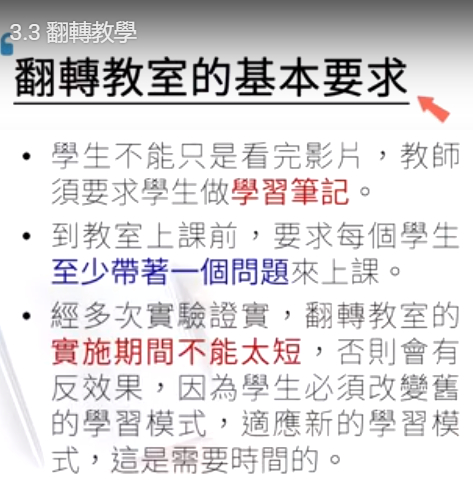 3.3 翻轉教學
翻轉教室的基本要求
• 學生不能只是看完影片，教師
須要求學生做學習筆記。
• 到教室上課前，要求每個學生
至少帶著一個問題來上課。
• 經多次實驗證實，翻轉教室的
實施期間不能太短，否則會有
反效果，因為學生必須改變舊
的學習模式，適應新的學習模
式，這是需要時間的。